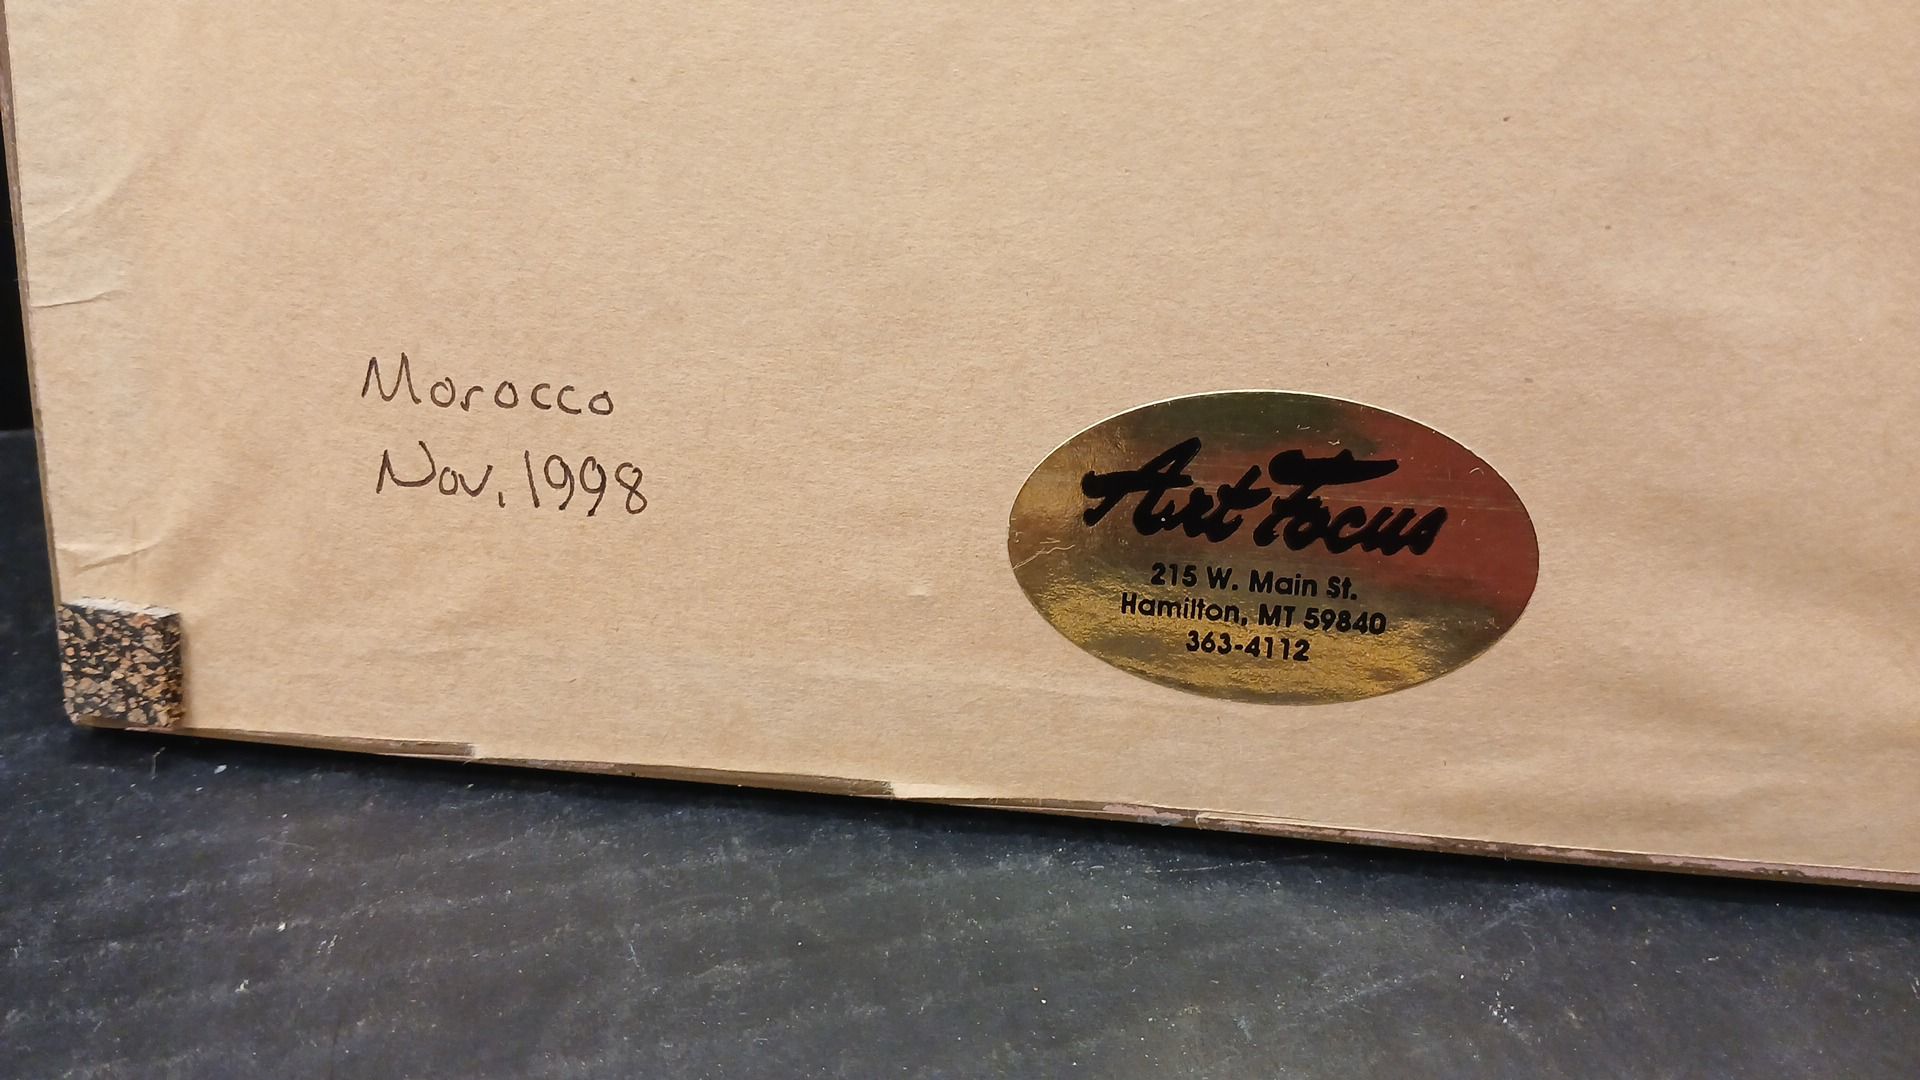 Morocco
Nov, 1998
Art Focus
215 W. Main St.
Hamilton, MT 59840
363-4112